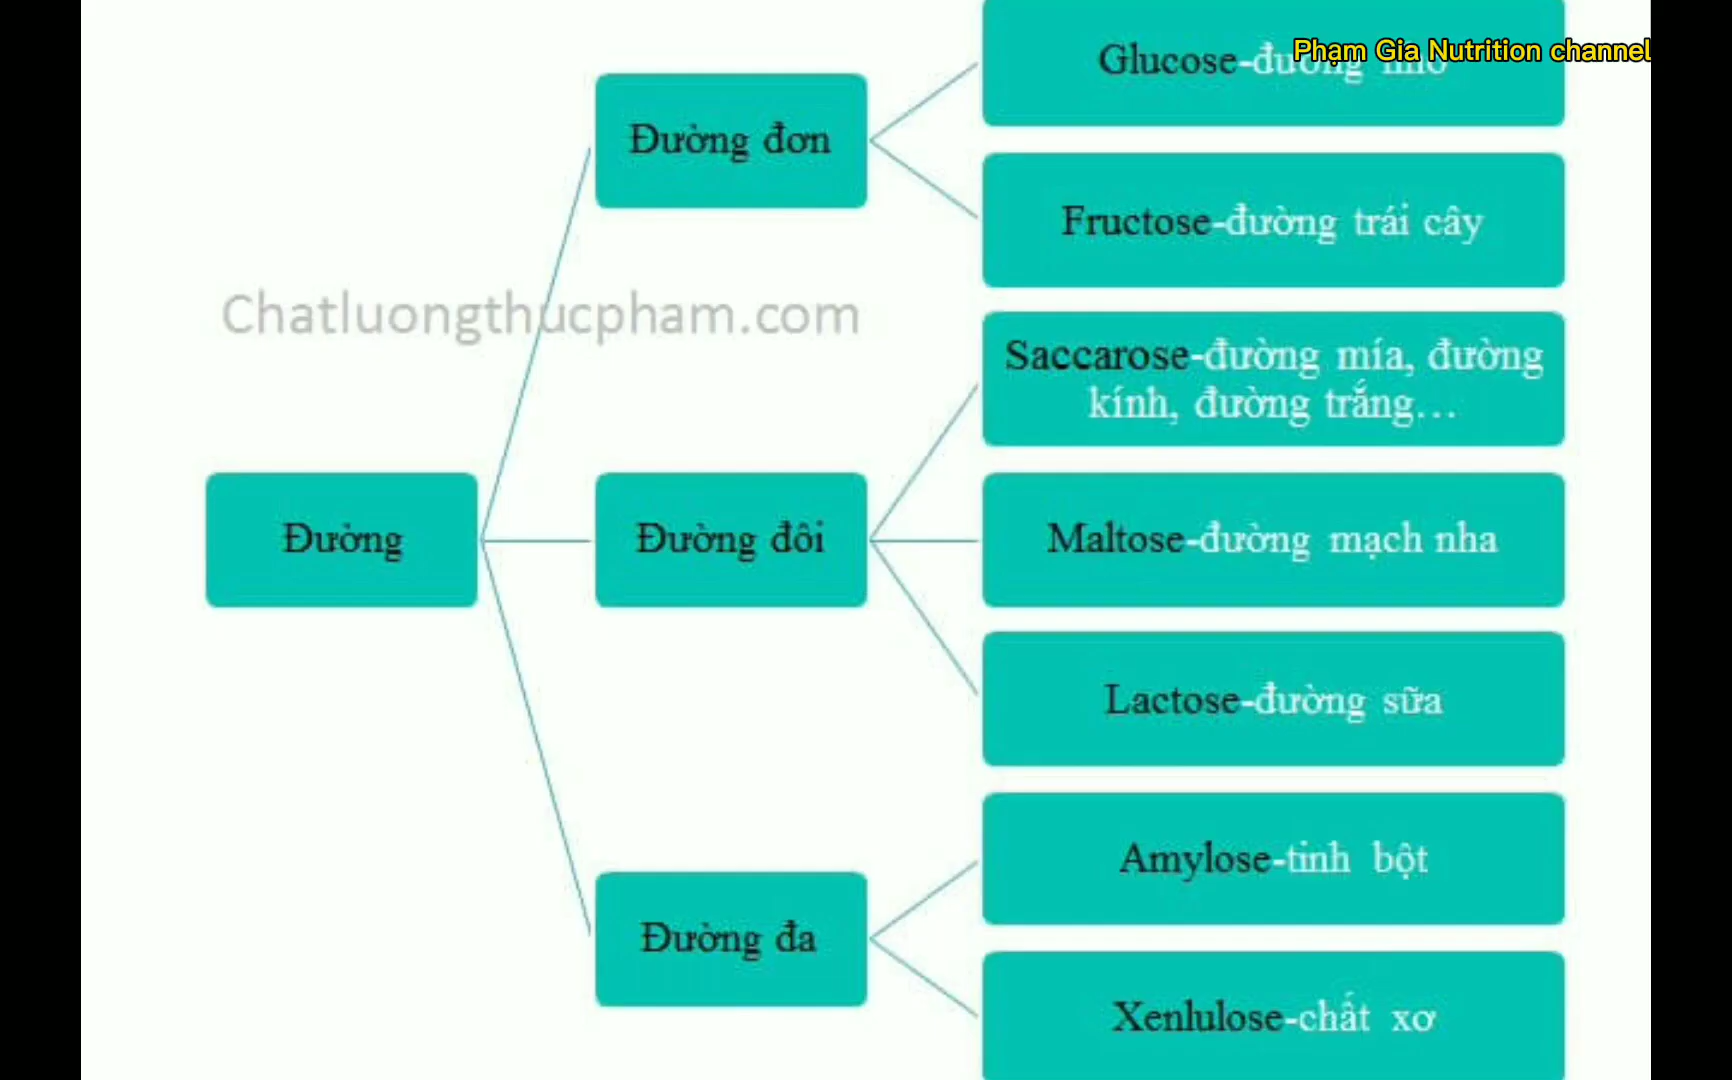 Phạm Gia Nutrition channel
Glucose-đường
Đường đơn
Fructose-đường trái cây
Chatluongthucpham.com
Saccarose-đường mía, đường
kính, đường trắng...
Đường
Đường đôi
Maltose-đường mạch nha
Lactose-đường sữa
Amylose-tinh bột
Đường đa
Xenlulose-chất xơ